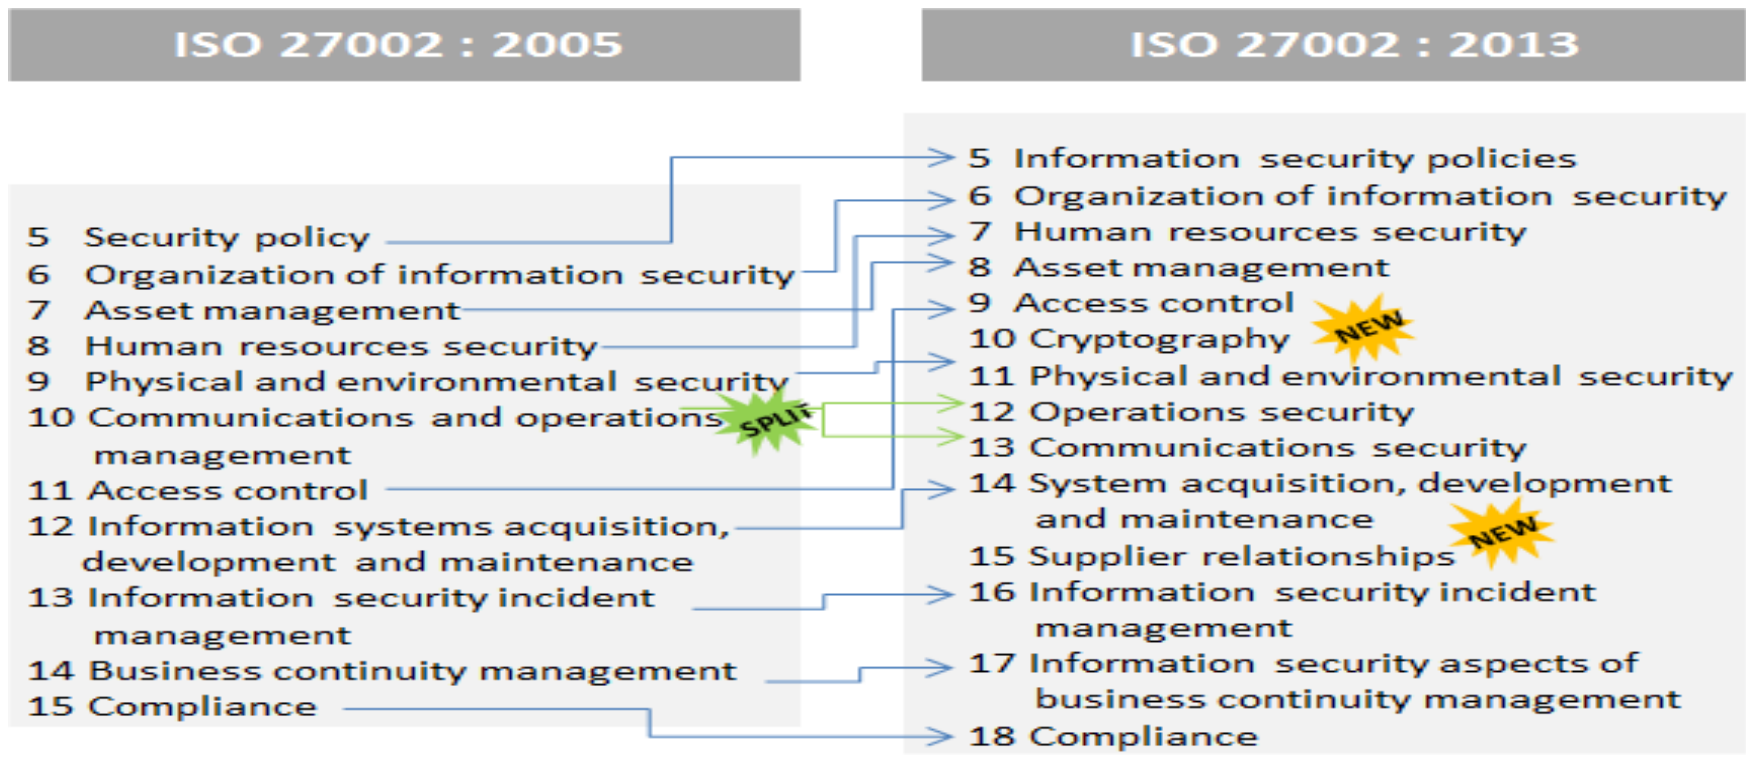 ISO 27002 : 2005
5 Security policy
6 Organization of information security
7 Asset management
8 Human resources security
9 Physical and environmental security
10 Communications and operations
management
SPLIT
11 Access control
12 Information systems acquisition,
development and maintenance
13 Information security incident
management
14 Business continuity management
15 Compliance
ISO 27002 : 2013
5 Information security policies
6 Organization of information security
7 Human resources security
8 Asset management
9 Access control
10 Cryptography
NEW
11 Physical and environmental security
12 Operations security
13 Communications security
14 System acquisition, development
and maintenance
15 Supplier relationships
NEW
16 Information security incident
management
17 Information security aspects of
business continuity management
18 Compliance